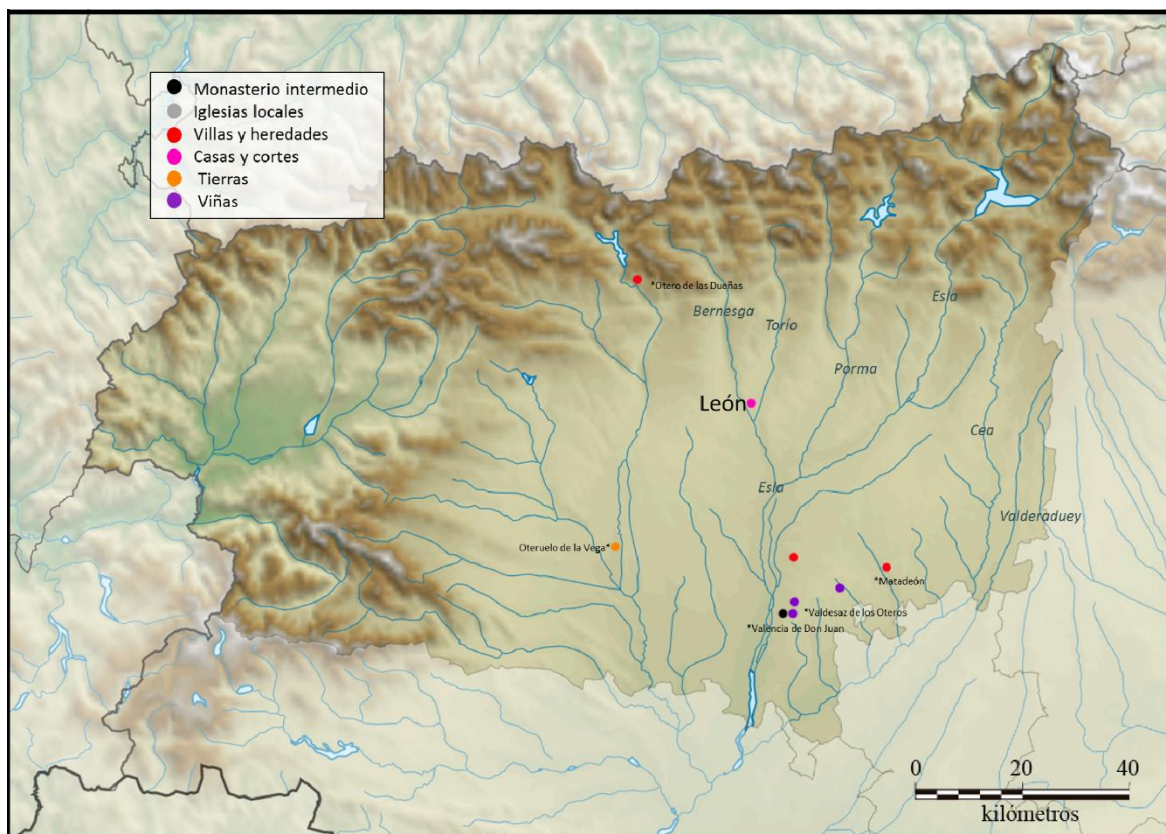 Monasterio intermedio
Iglesias locales
Villas y heredades
Casas y cortes
Tierras
Viñas
*Otero de las Dueñas
Bernesga
Torío
Esla
Porma
León
Cea
Esla
Valderaduey
Oteruelo de la Vega*
*Matadeón
*Valdesaz de los Oteros
*Valencia de Don Juan
0 20 40
kilómetros